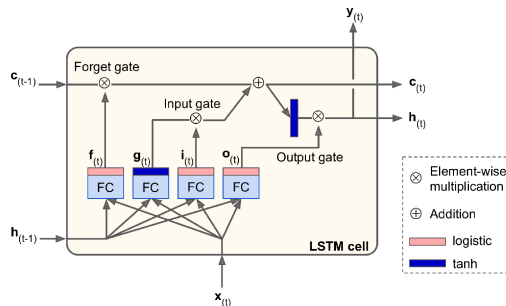 y(t)
Forget gate
c(t-1)
c(t)
Input gate
h(t)
f(t)
g(t)
i(t)
o(t)
Output gate
FC
FC
FC
FC
h(t-1)
LSTM cell
x(t)
Element-wise
multiplication
Addition
logistic
tanh